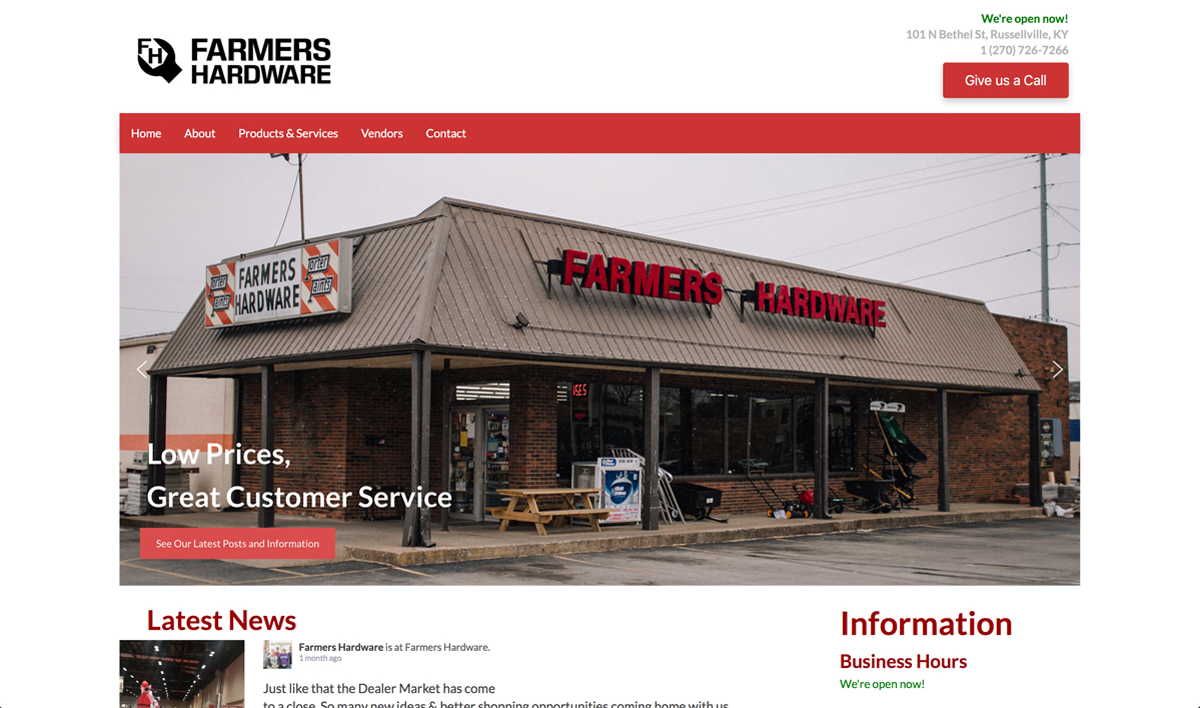 We're open now!
101 N Bethel St, Russellville, KY
1 (270) 726-7266
Give us a Call
FH
FARMERS
HARDWARE
Home
About
Products & Services
Vendors
Contact
FARMERS
HARDWARE
Porter
Paints
FARMERS HARDWARE
Low Prices,
Great Customer Service
See Our Latest Posts and Information
Latest News
Farmers Hardware is at Farmers Hardware.
1 month ago
Just like that the Dealer Market has come
to a close. So many new ideas & better shopping opportunities coming home with us
Information
Business Hours
We're open now!